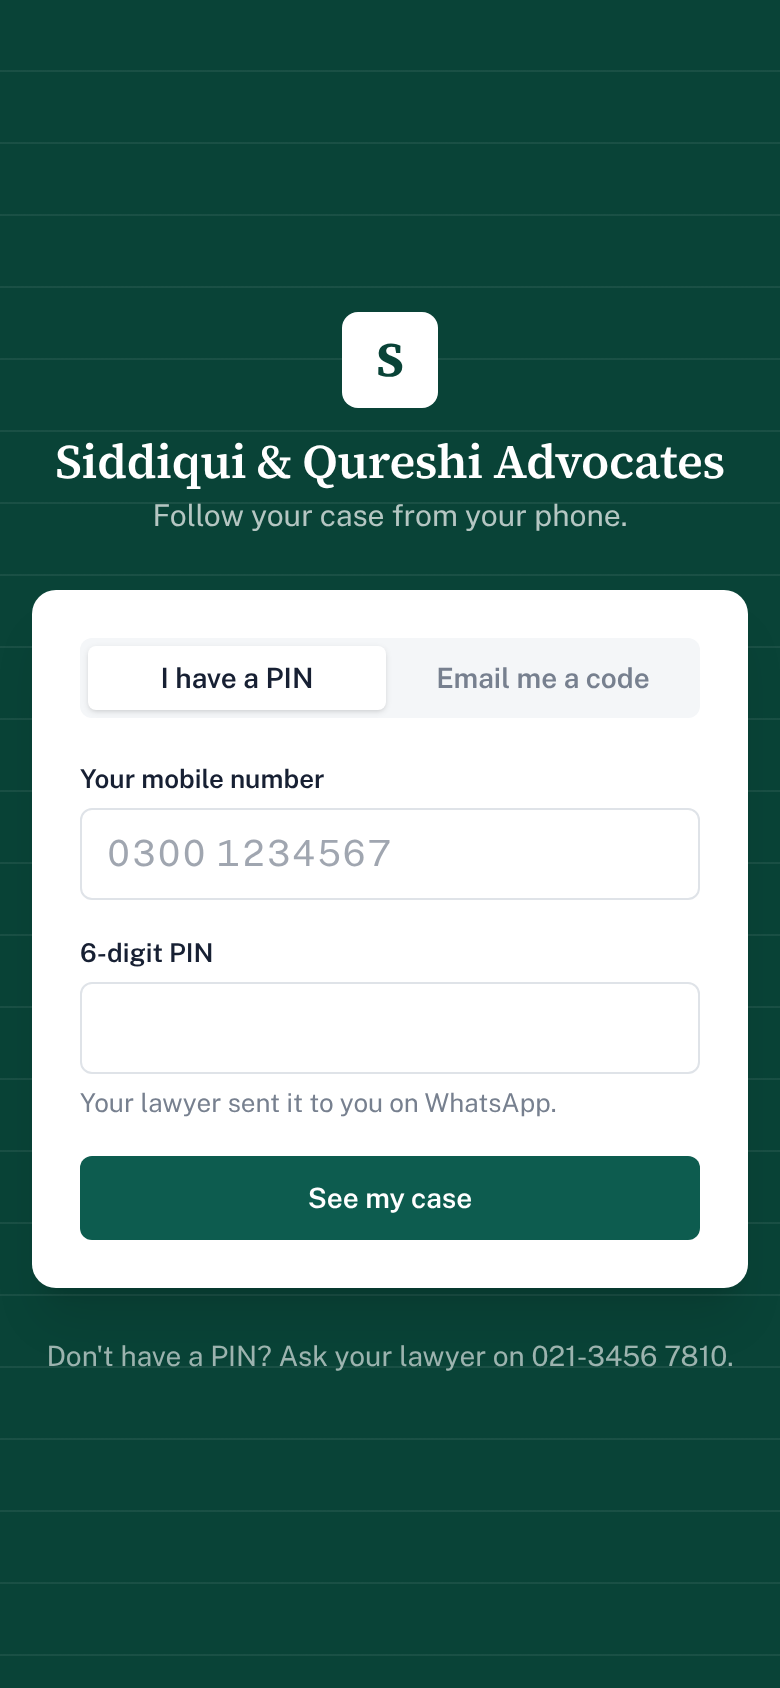 S
Siddiqui & Qureshi Advocates
Follow your case from your phone.
I have a PIN
Email me a code
Your mobile number
0300 1234567
6-digit PIN
Your lawyer sent it to you on WhatsApp.
See my case
Don't have a PIN? Ask your lawyer on 021-3456 7810.